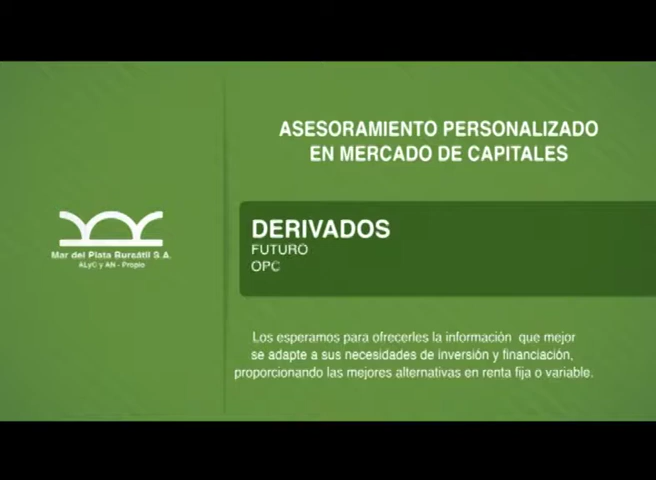 ASESORAMIENTO PERSONALIZADO
EN MERCADO DE CAPITALES
Mar del Plata Bursátil S.A.
ALyC y AN - Propio
DERIVADOS
FUTURO
OPC
Los esperamos para ofrecerles la información que mejor
se adapte a sus necesidades de inversión y financiación,
proporcionando las mejores alternativas en renta fija o variable.